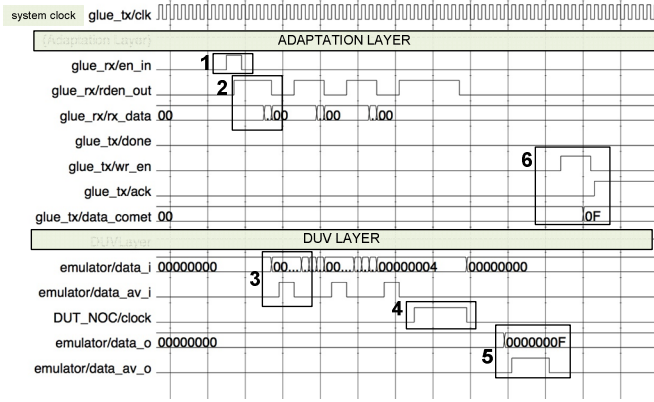 system clock glue_tx/clk
(Adaptation Layer) ADAPTATION LAYER
glue_rx/en_in 1
glue_rx/rden_out 2
glue_rx/rx_data 00 ... 00 00 00
glue_tx/done
glue_tx/wr_en 6
glue_tx/ack
glue_tx/data_comet 00 0F
DUVLayer DUV LAYER
emulator/data_i 00000000 00... 00... 00000004 00000000
emulator/data_av_i 3
DUT_NOC/clock 4
emulator/data_o 00000000 0000000F
emulator/data_av_o 5